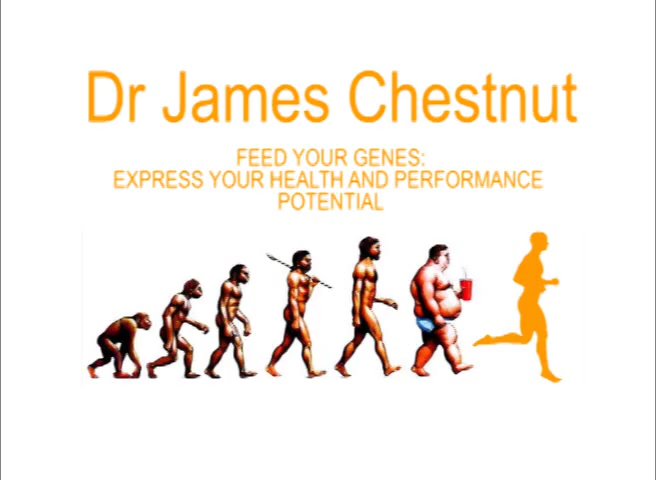 Dr James Chestnut
FEED YOUR GENES:
EXPRESS YOUR HEALTH AND PERFORMANCE
POTENTIAL